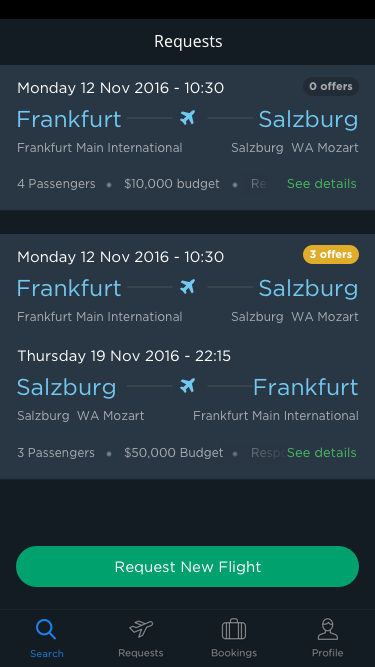 Requests
Monday 12 Nov 2016 - 10:30 0 offers
Frankfurt Salzburg
Frankfurt Main International Salzburg WA Mozart
4 Passengers • $10,000 budget • Re See details
Monday 12 Nov 2016 - 10:30 3 offers
Frankfurt Salzburg
Frankfurt Main International Salzburg WA Mozart
Thursday 19 Nov 2016 - 22:15
Salzburg Frankfurt
Salzburg WA Mozart Frankfurt Main International
3 Passengers • $50,000 Budget • Resp See details
Request New Flight
Search Requests Bookings Profile